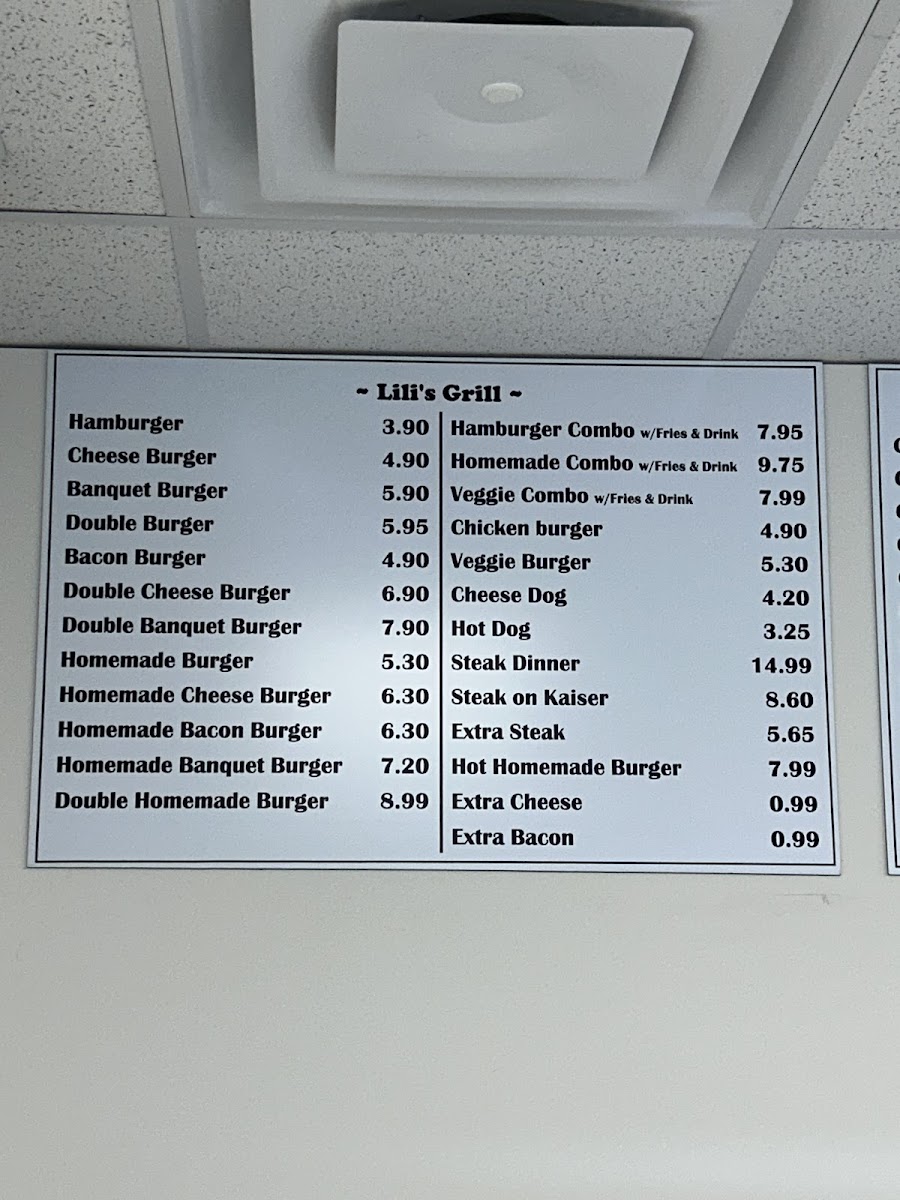 ~ Lili's Grill ~
Hamburger 3.90
Cheese Burger 4.90
Banquet Burger 5.90
Double Burger 5.95
Bacon Burger 4.90
Double Cheese Burger 6.90
Double Banquet Burger 7.90
Homemade Burger 5.30
Homemade Cheese Burger 6.30
Homemade Bacon Burger 6.30
Homemade Banquet Burger 7.20
Double Homemade Burger 8.99
Hamburger Combo w/Fries & Drink 7.95
Homemade Combo w/Fries & Drink 9.75
Veggie Combo w/Fries & Drink 7.99
Chicken burger 4.90
Veggie Burger 5.30
Cheese Dog 4.20
Hot Dog 3.25
Steak Dinner 14.99
Steak on Kaiser 8.60
Extra Steak 5.65
Hot Homemade Burger 7.99
Extra Cheese 0.99
Extra Bacon 0.99